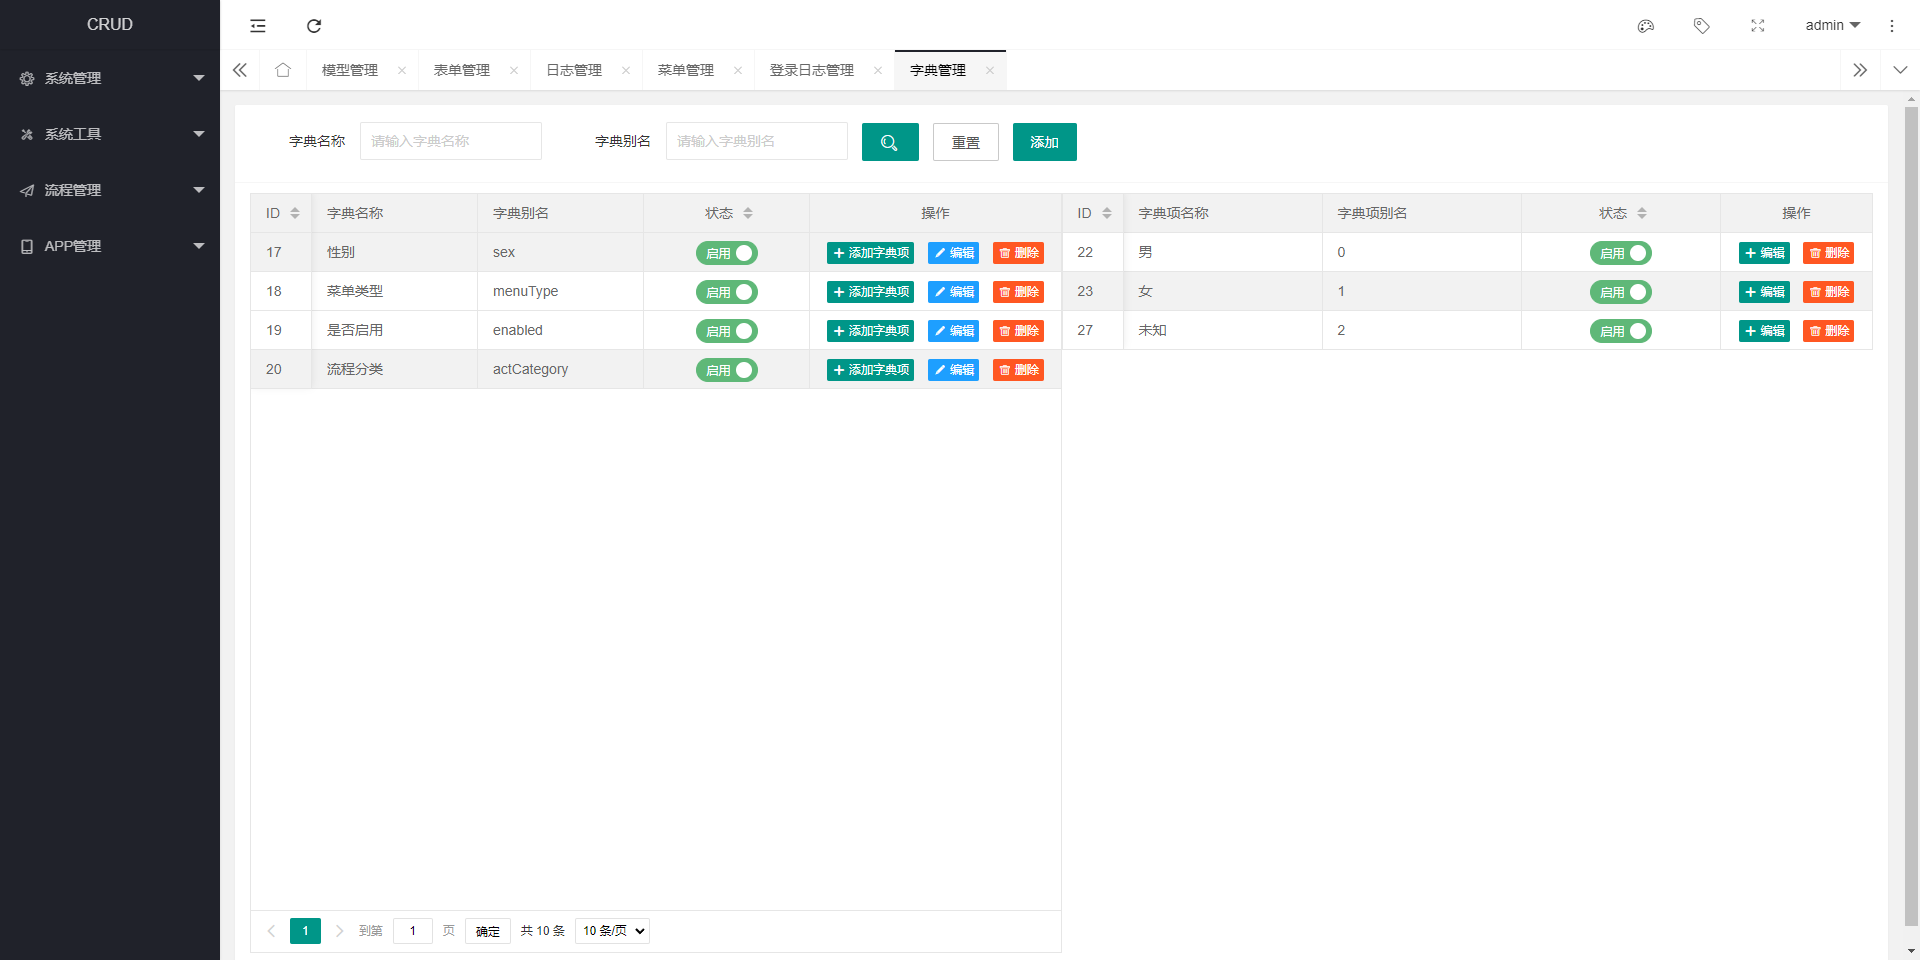 CRUD
admin
系统管理
系统工具
流程管理
APP管理
模型管理 表单管理 日志管理 菜单管理 登录日志管理 字典管理
字典名称 请输入字典名称 字典别名 请输入字典别名 重置 添加
ID 字典名称 字典别名 状态 操作
17 性别 sex 启用 添加字典项 编辑 删除
18 菜单类型 menuType 启用 添加字典项 编辑 删除
19 是否启用 enabled 启用 添加字典项 编辑 删除
20 流程分类 actCategory 启用 添加字典项 编辑 删除
ID 字典项名称 字典项别名 状态 操作
22 男 0 启用 编辑 删除
23 女 1 启用 编辑 删除
27 未知 2 启用 编辑 删除
1 到第 1 页 确定 共 10 条 10 条/页